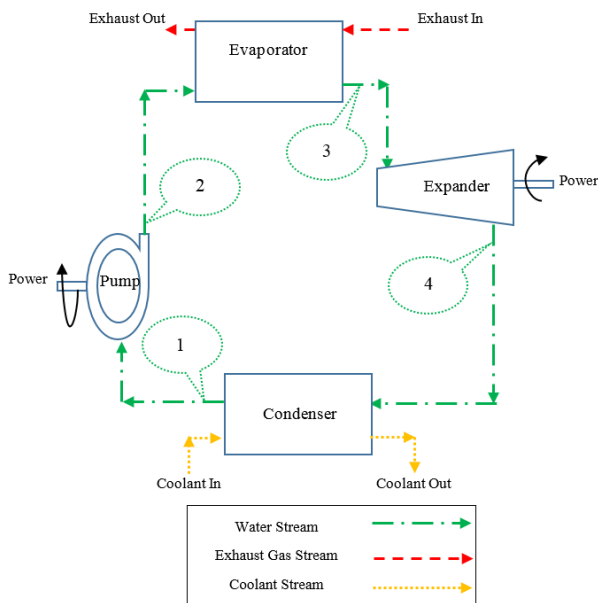 Exhaust Out
Exhaust In
Evaporator
3
2
Expander
Power
Power
Pump
4
1
Condenser
Coolant In
Coolant Out
Water Stream
Exhaust Gas Stream
Coolant Stream